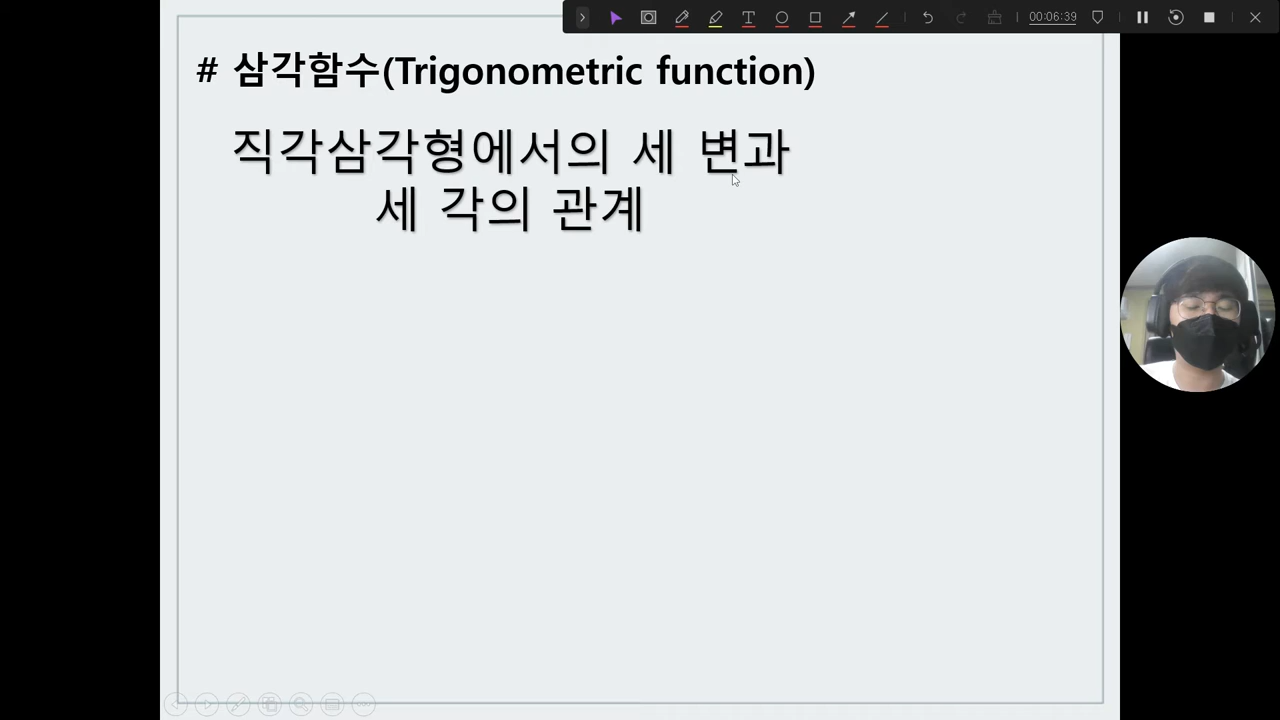 00:06:39
# 삼각함수(Trigonometric function)
직각삼각형에서의 세 변과
세 각의 관계